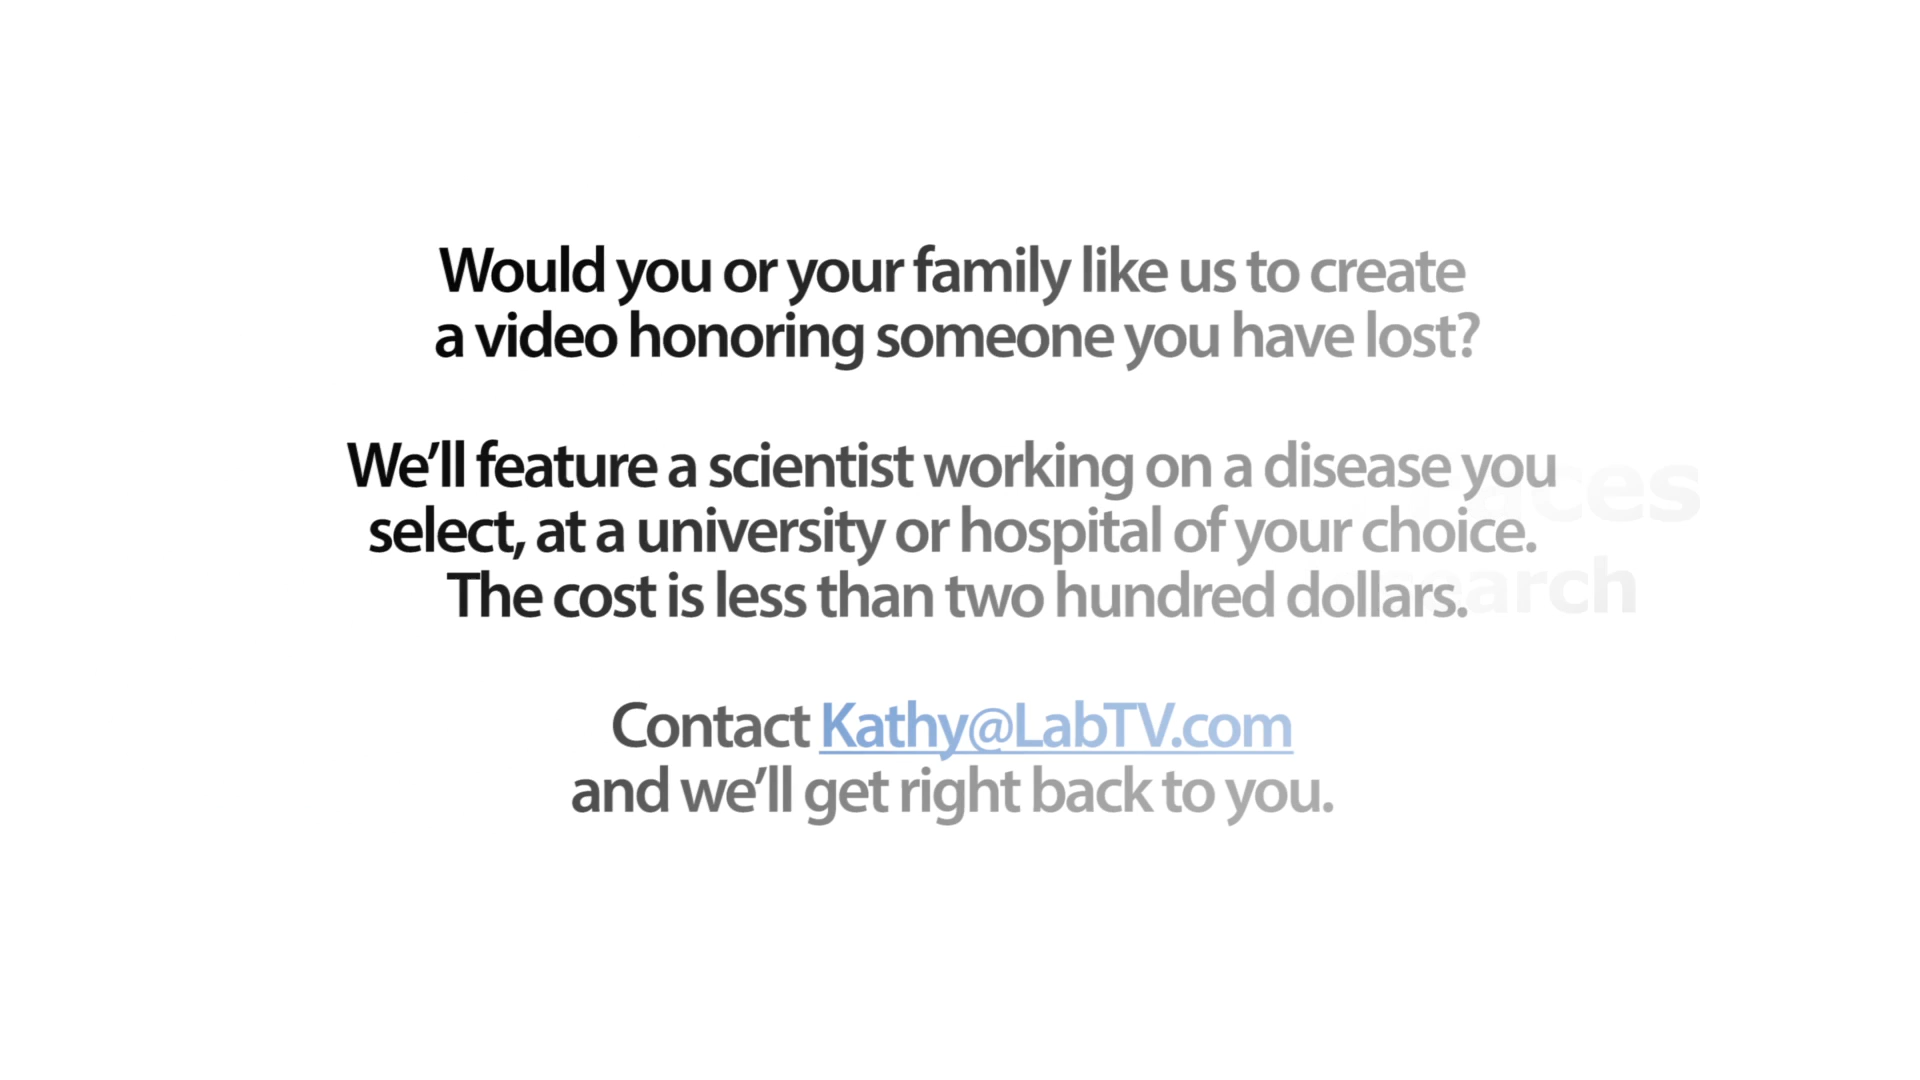 Would you or your family like us to create
a video honoring someone you have lost?
We’ll feature a scientist working on a disease you
select, at a university or hospital of your choice.
The cost is less than two hundred dollars.
Contact Kathy@LabTV.com
and we’ll get right back to you.